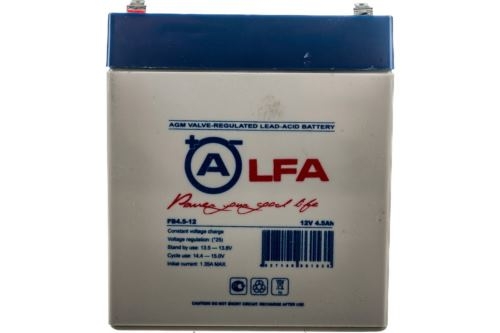 AGM VALVE-REGULATED LEAD-ACID BATTERY
+ -
ALFA
Power your good life
FB4.5-12 12V 4.5Ah
Constant voltage charge
Voltage regulation: (°25)
Stand by use: 13.5 — 13.8V
Cycle use: 14.4 — 15.0V
Initial current: 1.35A MAX.
CAUTION! DO NOT SHORT CIRCUIT. RECHARGE AFTER USE